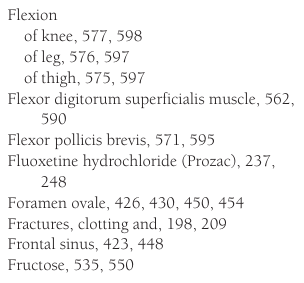 Flexion
of knee, 577, 598
of leg, 576, 597
of thigh, 575, 597
Flexor digitorum superficialis muscle, 562,
590
Flexor pollicis brevis, 571, 595
Fluoxetine hydrochloride (Prozac), 237,
248
Foramen ovale, 426, 430, 450, 454
Fractures, clotting and, 198, 209
Frontal sinus, 423, 448
Fructose, 535, 550